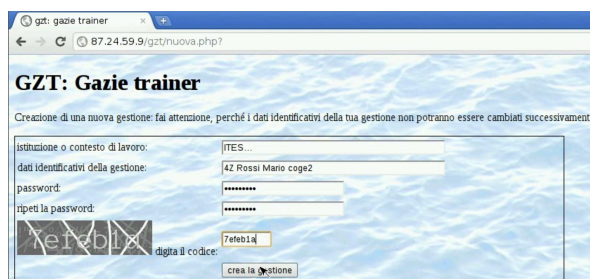 gzt: gazie trainer
87.24.59.9/gzt/nuova.php?
GZT: Gazie trainer
Creazione di una nuova gestione: fai attenzione, perché i dati identificativi della tua gestione non potranno essere cambiati successivament
istituzione o contesto di lavoro: ITES...
dati identificativi della gestione: 4Z Rossi Mario coge2
password: •••••••••
ripeti la password: •••••••••
digita il codice: 7efeb1a
crea la gestione